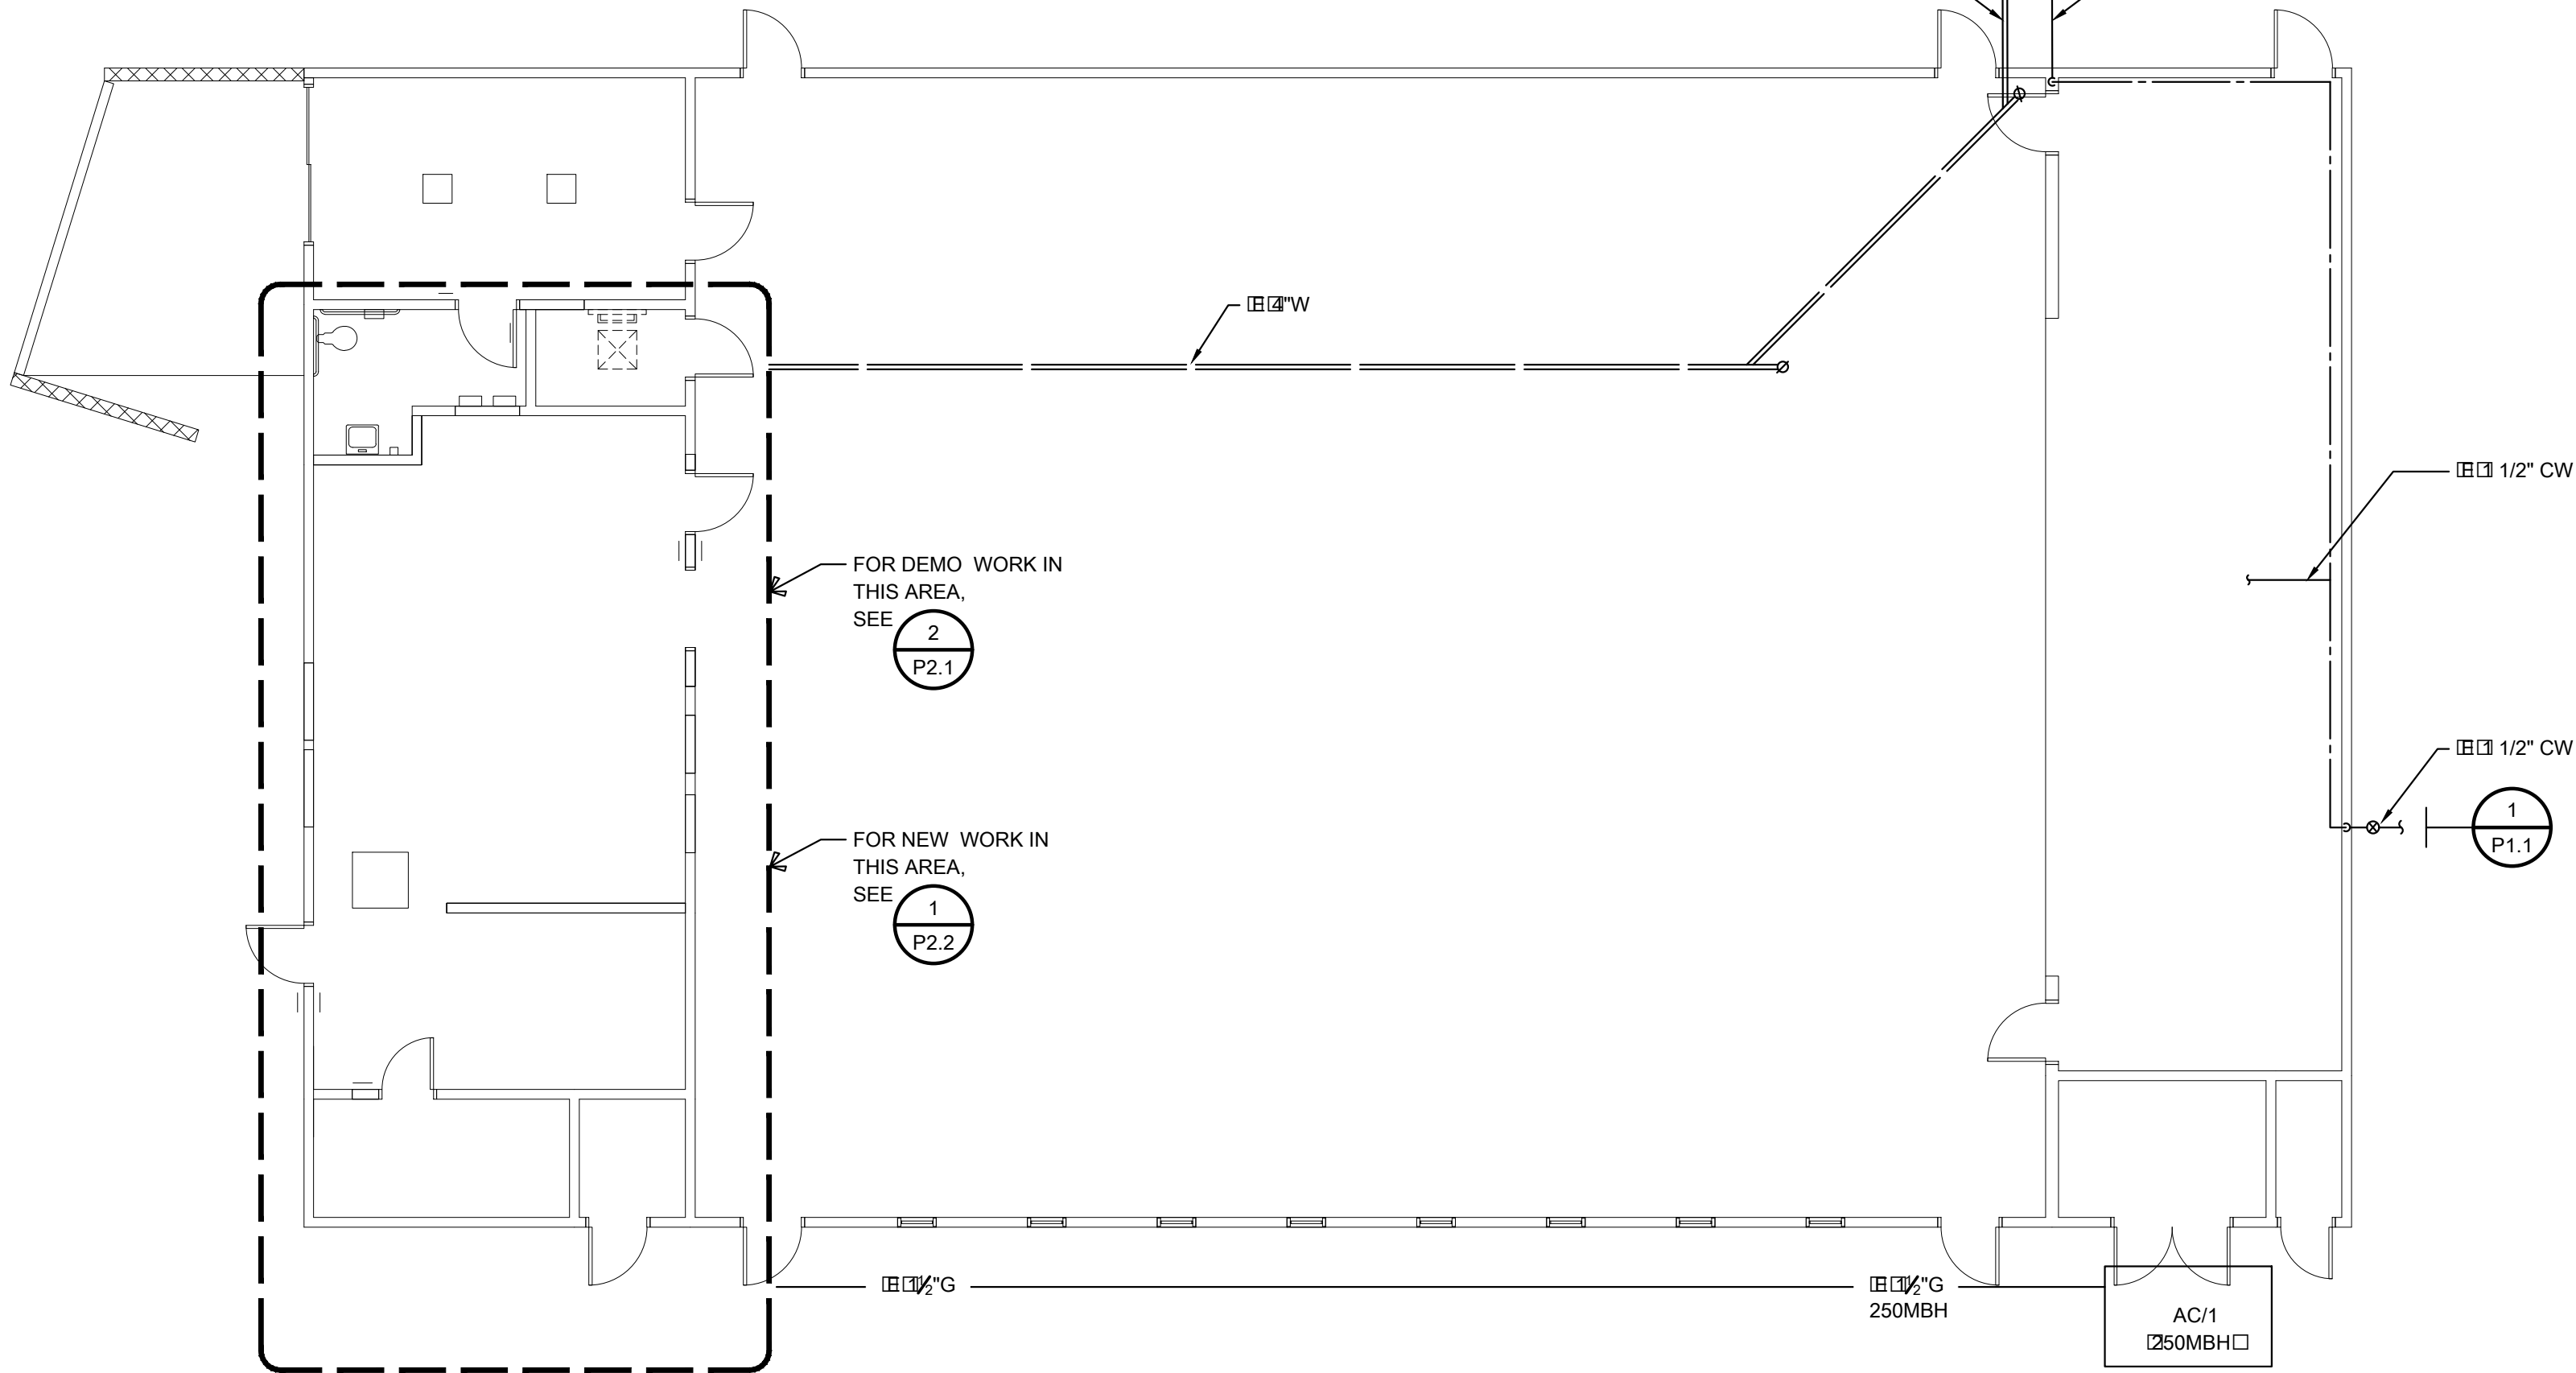 (E) 4"W
(E) 1 1/2" CW
FOR DEMO WORK IN
THIS AREA,
SEE
2
P2.1
(E) 1 1/2" CW
1
P1.1
FOR NEW WORK IN
THIS AREA,
SEE
1
P2.2
(E) 1½"G
(E) 1½"G
250MBH
AC/1
(250MBH)